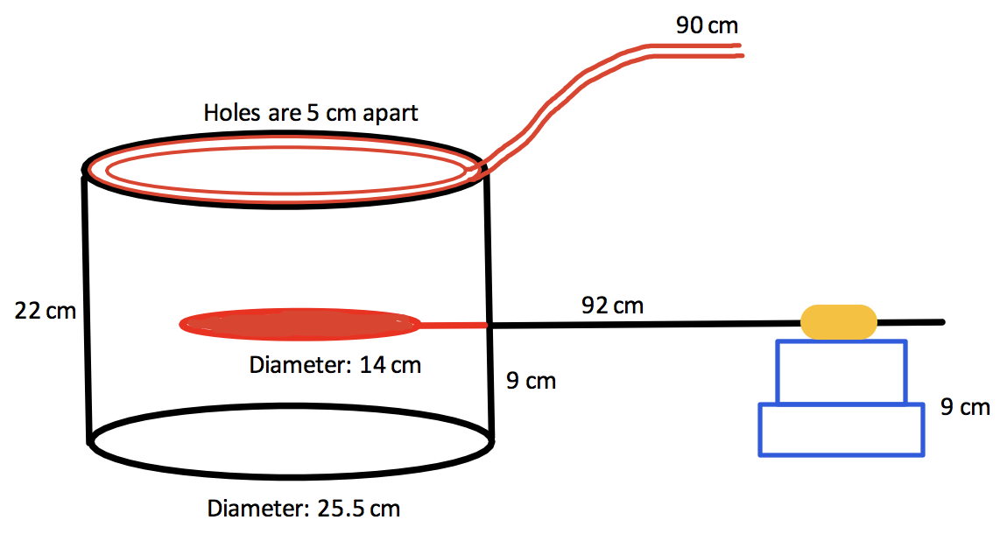 90 cm
Holes are 5 cm apart
22 cm
92 cm
Diameter: 14 cm
9 cm
9 cm
Diameter: 25.5 cm